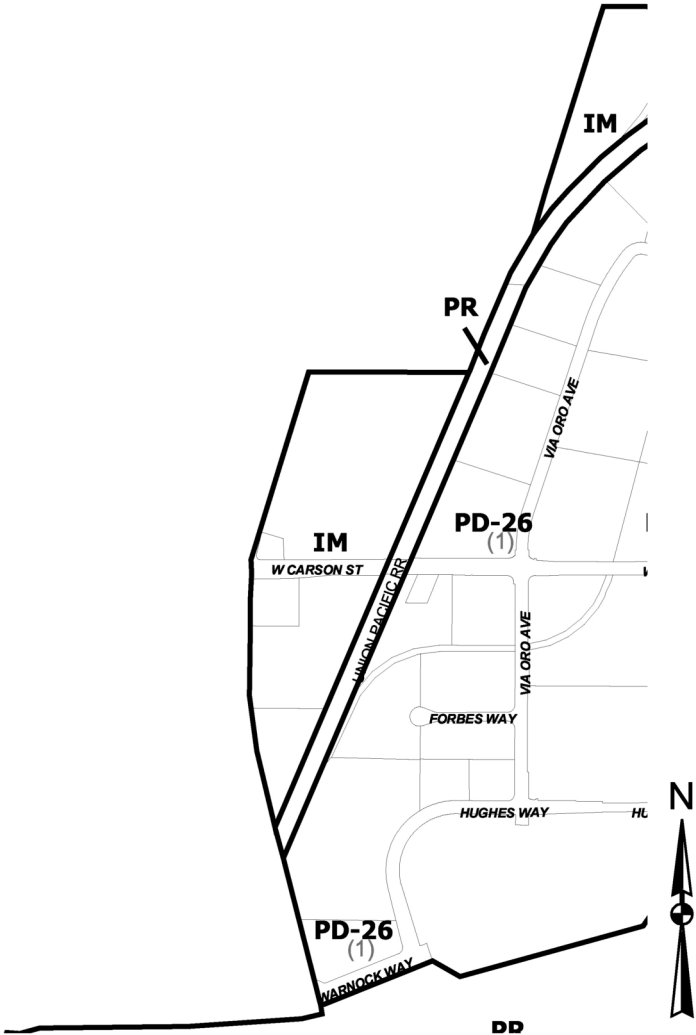 IM
PR
VIA ORO AVE
PD-26
(1)
IM
W CARSON ST
UNION PACIFIC RR
VIA ORO AVE
FORBES WAY
N
HUGHES WAY
HU
PD-26
(1)
WARNOCK WAY